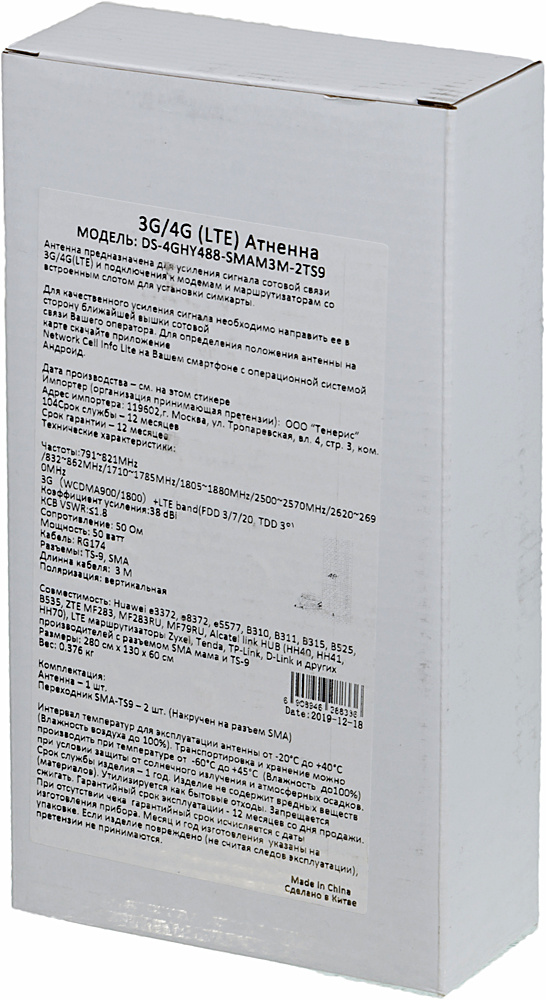 3G/4G (LTE) Атненна
МОДЕЛЬ: DS-4GHY488-SMAM3M-2TS9
Антенна предназначена для усиления сигнала сотовой связи
3G/4G(LTE) и подключения к модемам и маршрутизаторам со
встроенным слотом для установки симкарты.
Для качественного усиления сигнала необходимо направить ее в
сторону ближайшей вышки сотовой
связи Вашего оператора. Для определения положения антенны на
карте скачайте приложение
Network Cell Info Lite на Вашем смартфоне с операционной системой
Андроид.
Дата производства – см. на этом стикере
Импортер (организация принимающая претензии): ООО "Тенерис"
Адрес импортера: 119602,г. Москва, ул. Тропаревская, вл. 4, стр. 3, ком.
104Срок службы – 12 месяцев
Срок гарантии – 12 месяцев
Технические характеристики:
Частоты:791~821MHz
/832~862MHz/1710~1785MHz/1805~1880MHz/2500~2570MHz/2620~269
0MHz
3G (WCDMA900/1800) +LTE band(FDD 3/7/20, TDD
Коэффициент усиления:38 dBi
КСВ VSWR:≤1.8
Сопротивление: 50 Ом
Мощность: 50 ватт
Кабель: RG174
Разъемы: TS-9, SMA
Длинна кабеля: 3 М
Поляризация: вертикальная
Совместимость: Huawei e3372, e8372, e5577, B310, B311, B315, B525,
B535, ZTE MF283, MF283RU, MF79RU, Alcatel link HUB (HH40, HH41,
HH70), LTE маршрутизаторы Zyxel, Tenda, TP-Link, D-Link и других
производителей с разъемом SMA мама и TS-9
Размеры: 280 см x 130 x 60 см
Вес: 0.376 кг
Комплектация:
Антенна – 1 шт.
Переходник SMA-TS9 – 2 шт. (Накручен на разъем SMA)
Date:2019-12-18
Интервал температур для эксплуатации антенны от -20°C до +40°C
(Влажность воздуха до 100%). Транспортировка и хранение можно
производить при температуре от -60°C до +45°C (Влажность до100%)
при условии защиты от солнечного излучения и атмосферных осадков.
Срок службы изделия – 1 год. Изделие не содержит вредных веществ
(материалов). Утилизируется как бытовые отходы. Запрещается
сжигать. Гарантийный срок эксплуатации - 12 месяцев со дня продажи.
При отсутствии чека гарантийный срок исчисляется с даты
изготовления прибора. Месяц и год изготовления указаны на
упаковке. Если изделие повреждено (не считая следов эксплуатации),
претензии не принимаются.
Made in China
Сделано в Китае